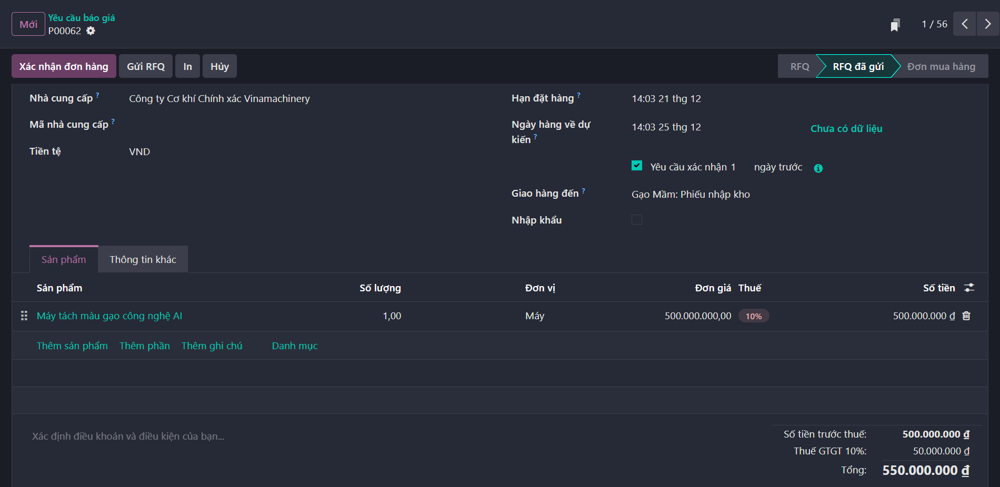 Mới
Yêu cầu báo giá
P00062
1 / 56
Xác nhận đơn hàng Gửi RFQ In Hủy
RFQ RFQ đã gửi Đơn mua hàng
Nhà cung cấp ? Công ty Cơ khí Chính xác Vinamachinery
Mã nhà cung cấp ?
Tiền tệ VND
Hạn đặt hàng ? 14:03 21 thg 12
Ngày hàng về dự
kiến ?
14:03 25 thg 12 Chưa có dữ liệu
Yêu cầu xác nhận 1 ngày trước
Giao hàng đến ? Gạo Mầm: Phiếu nhập kho
Nhập khẩu
Sản phẩm Thông tin khác
Sản phẩm Số lượng Đơn vị Đơn giá Thuế Số tiền
Máy tách màu gạo công nghệ AI 1,00 Máy 500.000.000,00 10% 500.000.000 ₫
Thêm sản phẩm Thêm phần Thêm ghi chú Danh mục
Xác định điều khoản và điều kiện của bạn...
Số tiền trước thuế: 500.000.000 ₫
Thuế GTGT 10%: 50.000.000 ₫
Tổng: 550.000.000 ₫